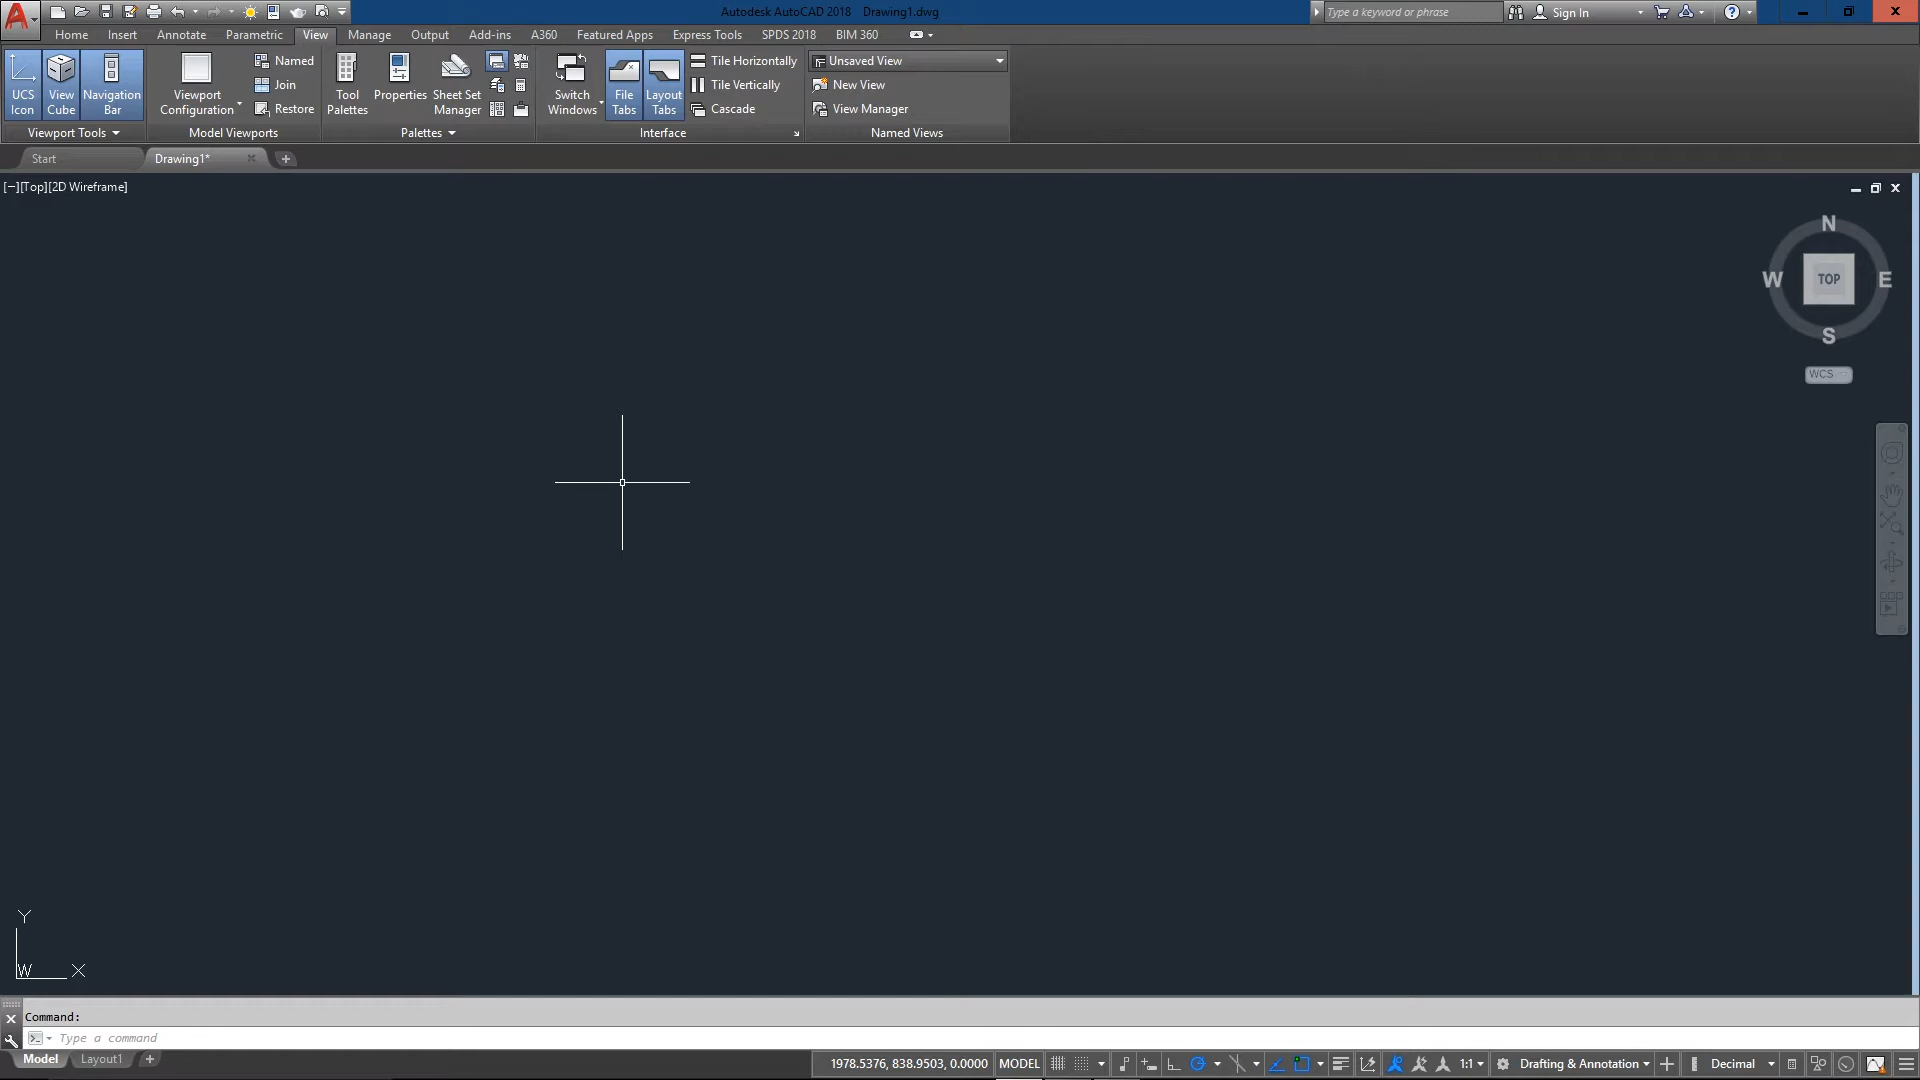 Autodesk AutoCAD 2018 Drawing1.dwg
Type a keyword or phrase
Sign In
Home Insert Annotate Parametric View Manage Output Add-ins A360 Featured Apps Express Tools SPDS 2018 BIM 360
UCS Icon
View Cube
Navigation Bar
Viewport Configuration
Named
Join
Restore
Tool Palettes
Properties
Sheet Set Manager
Switch Windows
File Tabs
Layout Tabs
Tile Horizontally
Tile Vertically
Cascade
Unsaved View
New View
View Manager
Viewport Tools
Model Viewports
Palettes
Interface
Named Views
Start
Drawing1*
[−][Top][2D Wireframe]
N
W TOP E
S
WCS
Y
W X
Command:
Type a command
Model Layout1
1978.5376, 838.9503, 0.0000 MODEL 1:1 Drafting & Annotation Decimal